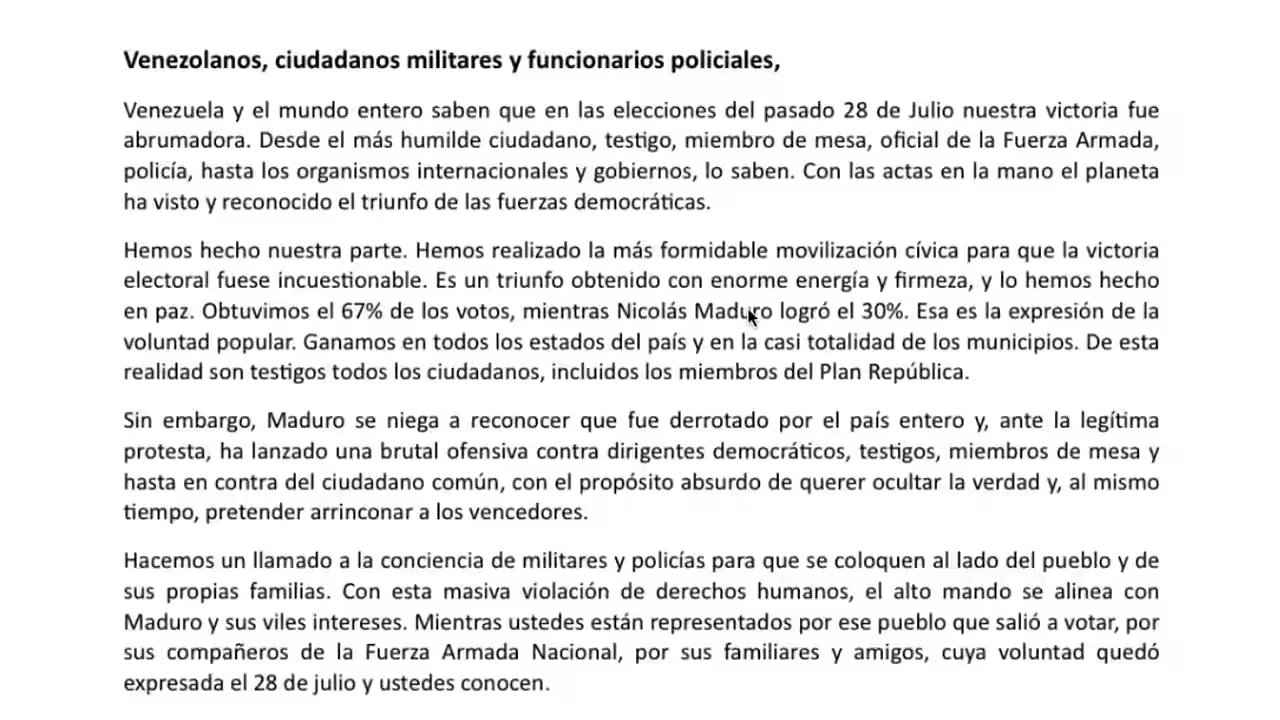 Venezolanos, ciudadanos militares y funcionarios policiales,
Venezuela y el mundo entero saben que en las elecciones del pasado 28 de Julio nuestra victoria fue
abrumadora. Desde el más humilde ciudadano, testigo, miembro de mesa, oficial de la Fuerza Armada,
policía, hasta los organismos internacionales y gobiernos, lo saben. Con las actas en la mano el planeta
ha visto y reconocido el triunfo de las fuerzas democráticas.
Hemos hecho nuestra parte. Hemos realizado la más formidable movilización cívica para que la victoria
electoral fuese incuestionable. Es un triunfo obtenido con enorme energía y firmeza, y lo hemos hecho
en paz. Obtuvimos el 67% de los votos, mientras Nicolás Maduro logró el 30%. Esa es la expresión de la
voluntad popular. Ganamos en todos los estados del país y en la casi totalidad de los municipios. De esta
realidad son testigos todos los ciudadanos, incluidos los miembros del Plan República.
Sin embargo, Maduro se niega a reconocer que fue derrotado por el país entero y, ante la legítima
protesta, ha lanzado una brutal ofensiva contra dirigentes democráticos, testigos, miembros de mesa y
hasta en contra del ciudadano común, con el propósito absurdo de querer ocultar la verdad y, al mismo
tiempo, pretender arrinconar a los vencedores.
Hacemos un llamado a la conciencia de militares y policías para que se coloquen al lado del pueblo y de
sus propias familias. Con esta masiva violación de derechos humanos, el alto mando se alinea con
Maduro y sus viles intereses. Mientras ustedes están representados por ese pueblo que salió a votar, por
sus compañeros de la Fuerza Armada Nacional, por sus familiares y amigos, cuya voluntad quedó
expresada el 28 de julio y ustedes conocen.